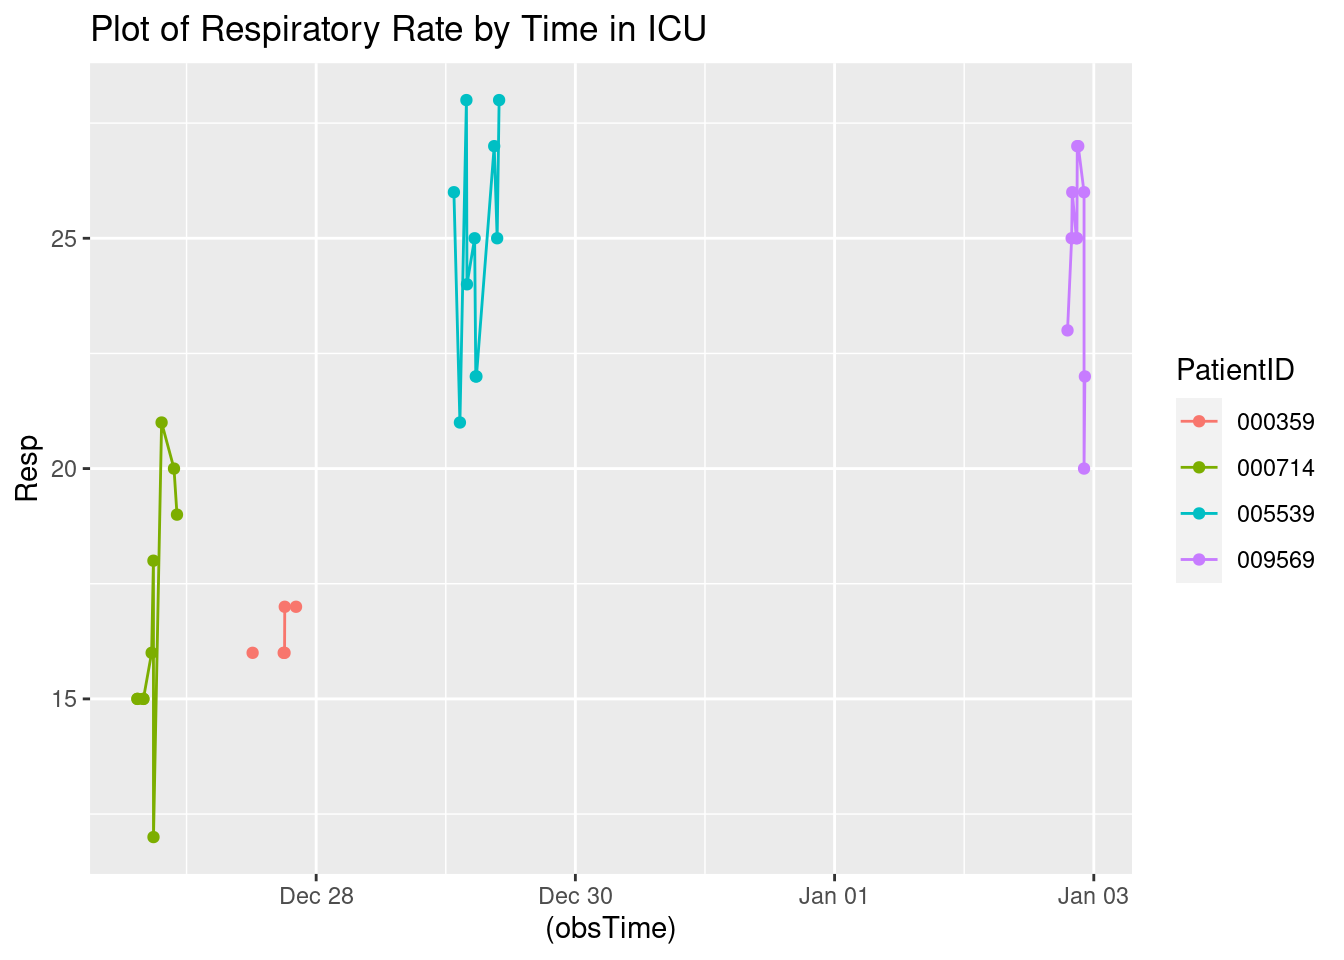 Plot of Respiratory Rate by Time in ICU
Resp
25
20
15
Dec 28
Dec 30
Jan 01
Jan 03
(obsTime)
PatientID
000359
000714
005539
009569